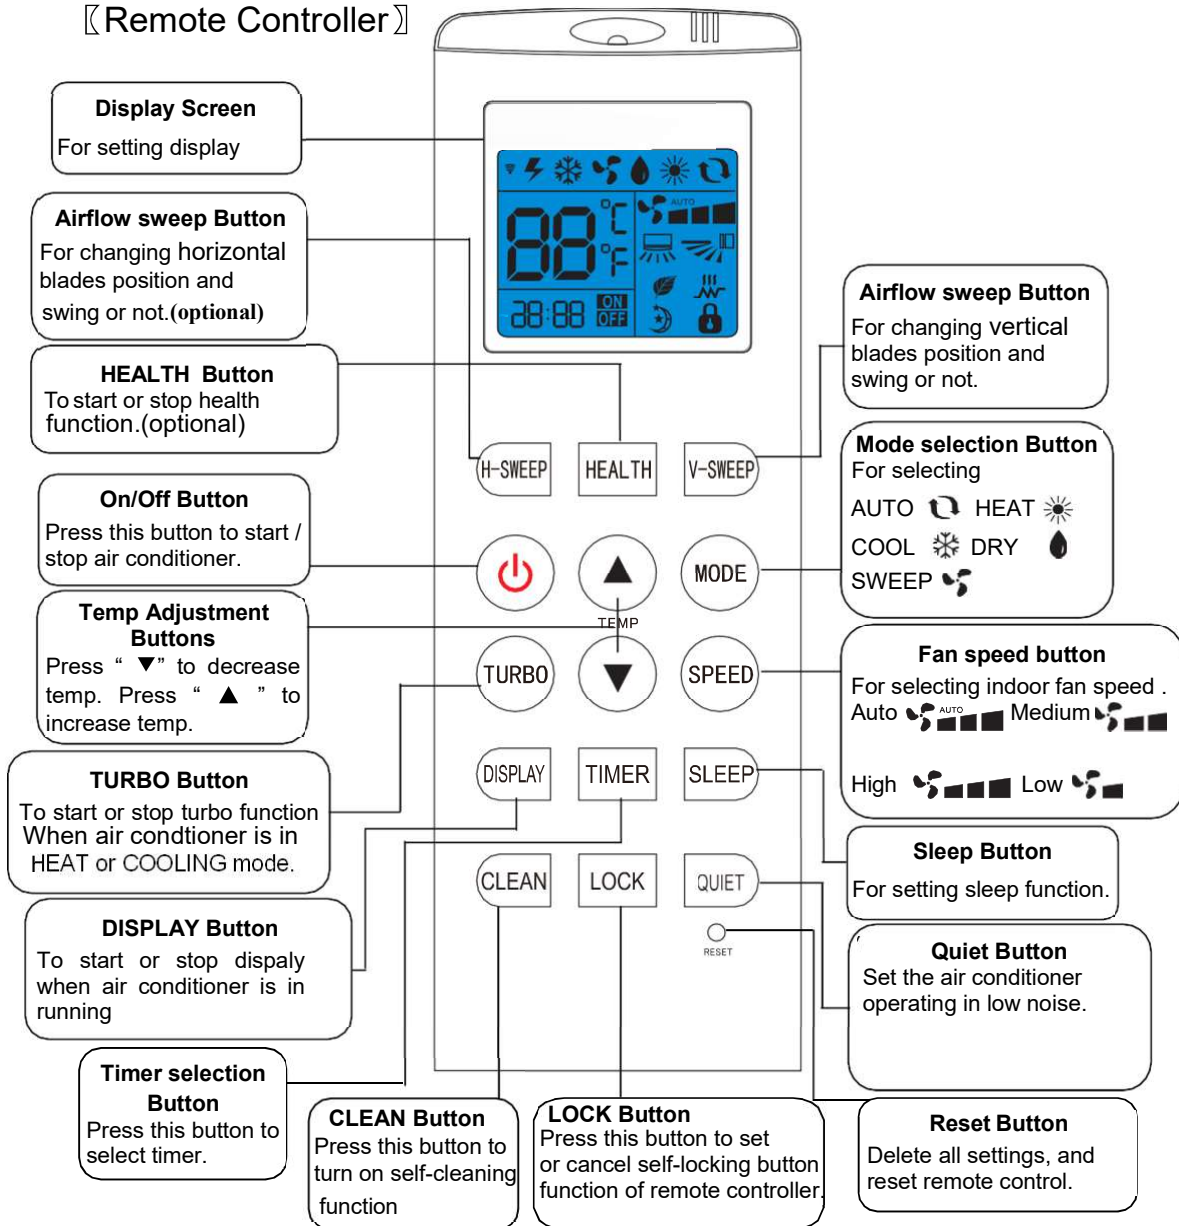 〖Remote Controller〗
Display Screen
For setting display
Airflow sweep Button
For changing horizontal
blades position and
swing or not.(optional)
HEALTH Button
To start or stop health
function.(optional)
On/Off Button
Press this button to start /
stop air conditioner.
Temp Adjustment
Buttons
Press “ ▼” to decrease
temp. Press “ ▲ ” to
increase temp.
TURBO Button
To start or stop turbo function
When air condtioner is in
HEAT or COOLING mode.
DISPLAY Button
To start or stop dispaly
when air conditioner is in
running
Timer selection
Button
Press this button to
select timer.
CLEAN Button
Press this button to
turn on self-cleaning
function
LOCK Button
Press this button to set
or cancel self-locking button
function of remote controller.
88 °C
°F
AUTO
28:88 ON
OFF
H-SWEEP HEALTH V-SWEEP
▲ MODE
TEMP
TURBO ▼ SPEED
DISPLAY TIMER SLEEP
CLEAN LOCK QUIET
RESET
Airflow sweep Button
For changing vertical
blades position and
swing or not.
Mode selection Button
For selecting
AUTO HEAT
COOL DRY
SWEEP
Fan speed button
For selecting indoor fan speed .
Auto AUTO Medium
High Low
Sleep Button
For setting sleep function.
Quiet Button
Set the air conditioner
operating in low noise.
Reset Button
Delete all settings, and
reset remote control.